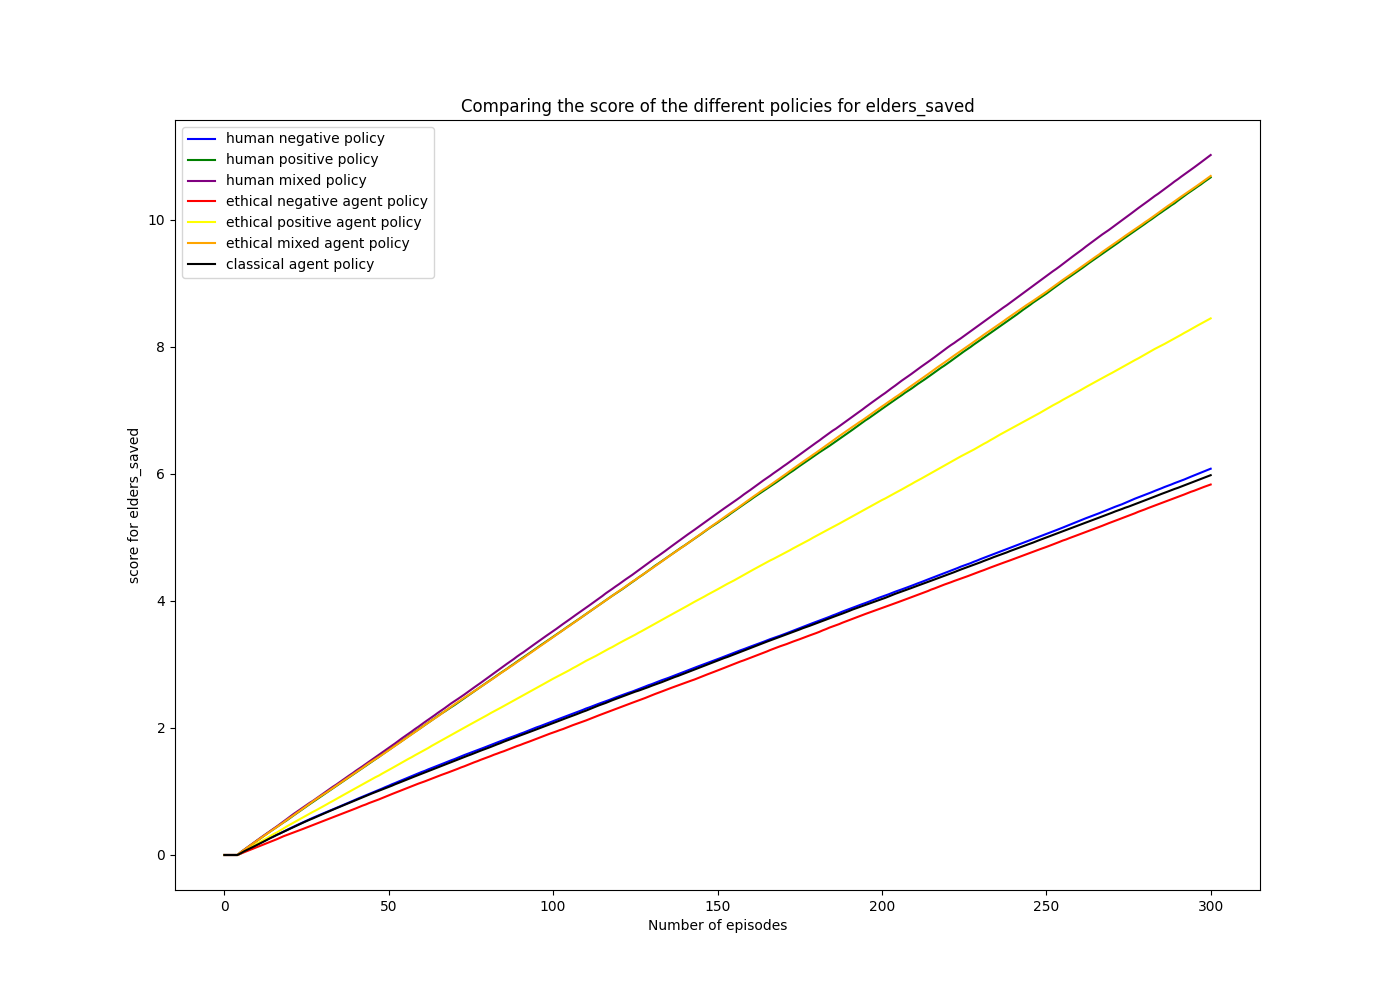 Comparing the score of the different policies for elders_saved
human negative policy
human positive policy
human mixed policy
ethical negative agent policy
ethical positive agent policy
ethical mixed agent policy
classical agent policy
score for elders_saved
10
8
6
4
2
0
0 50 100 150 200 250 300
Number of episodes